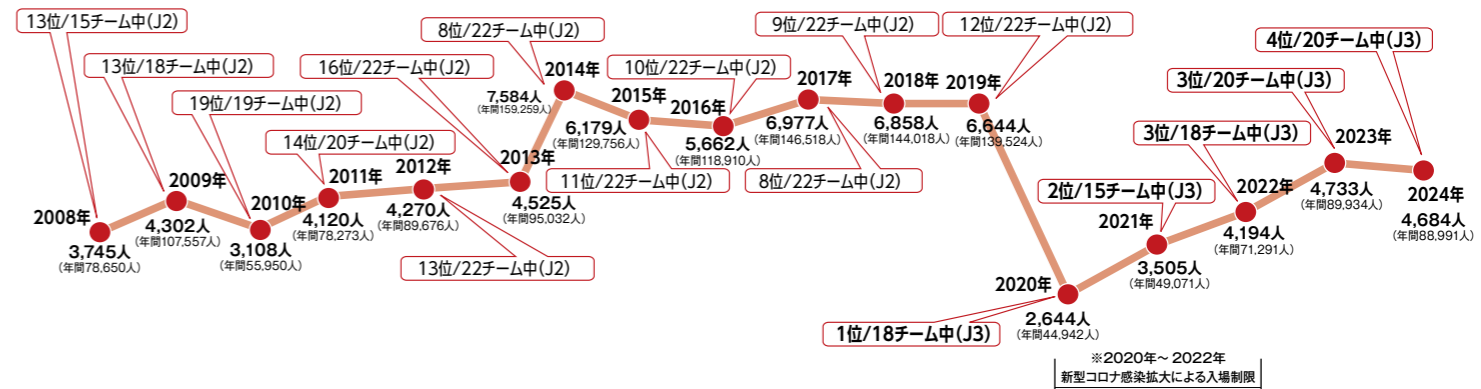 13位/15チーム中(J2)
2008年
3,745人
(年間78,650人)
13位/18チーム中(J2)
2009年
4,302人
(年間107,557人)
19位/19チーム中(J2)
2010年
3,108人
(年間55,950人)
14位/20チーム中(J2)
2011年
4,120人
(年間78,273人)
2012年
4,270人
(年間89,676人)
13位/22チーム中(J2)
16位/22チーム中(J2)
2013年
4,525人
(年間95,032人)
8位/22チーム中(J2)
2014年
7,584人
(年間159,259人)
2015年
6,179人
(年間129,756人)
11位/22チーム中(J2)
10位/22チーム中(J2)
2016年
5,662人
(年間118,910人)
2017年
6,977人
(年間146,518人)
8位/22チーム中(J2)
9位/22チーム中(J2)
2018年
6,858人
(年間144,018人)
12位/22チーム中(J2)
2019年
6,644人
(年間139,524人)
2020年
2,644人
(年間44,942人)
1位/18チーム中(J3)
※2020年~2022年
新型コロナ感染拡大による入場制限
2位/15チーム中(J3)
2021年
3,505人
(年間49,071人)
3位/18チーム中(J3)
2022年
4,194人
(年間71,291人)
3位/20チーム中(J3)
2023年
4,733人
(年間89,934人)
4位/20チーム中(J3)
2024年
4,684人
(年間88,991人)